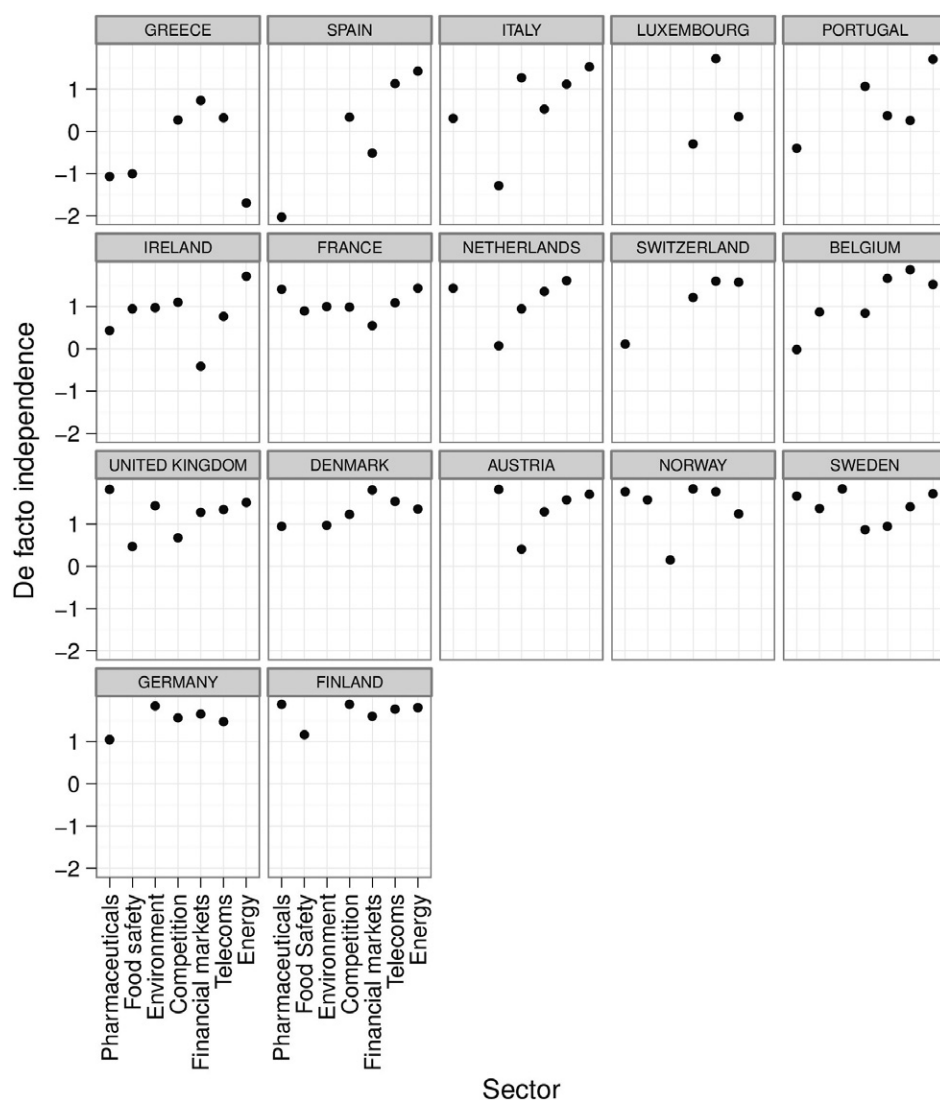 GREECE SPAIN ITALY LUXEMBOURG PORTUGAL
1
0
−1
−2
IRELAND FRANCE NETHERLANDS SWITZERLAND BELGIUM
1
0
−1
−2
UNITED KINGDOM DENMARK AUSTRIA NORWAY SWEDEN
1
0
−1
−2
GERMANY FINLAND
1
0
−1
−2
De facto independence
Pharmaceuticals
Food safety
Environment
Competition
Financial markets
Telecoms
Energy
Pharmaceuticals
Food Safety
Environment
Competition
Financial markets
Telecoms
Energy
Sector